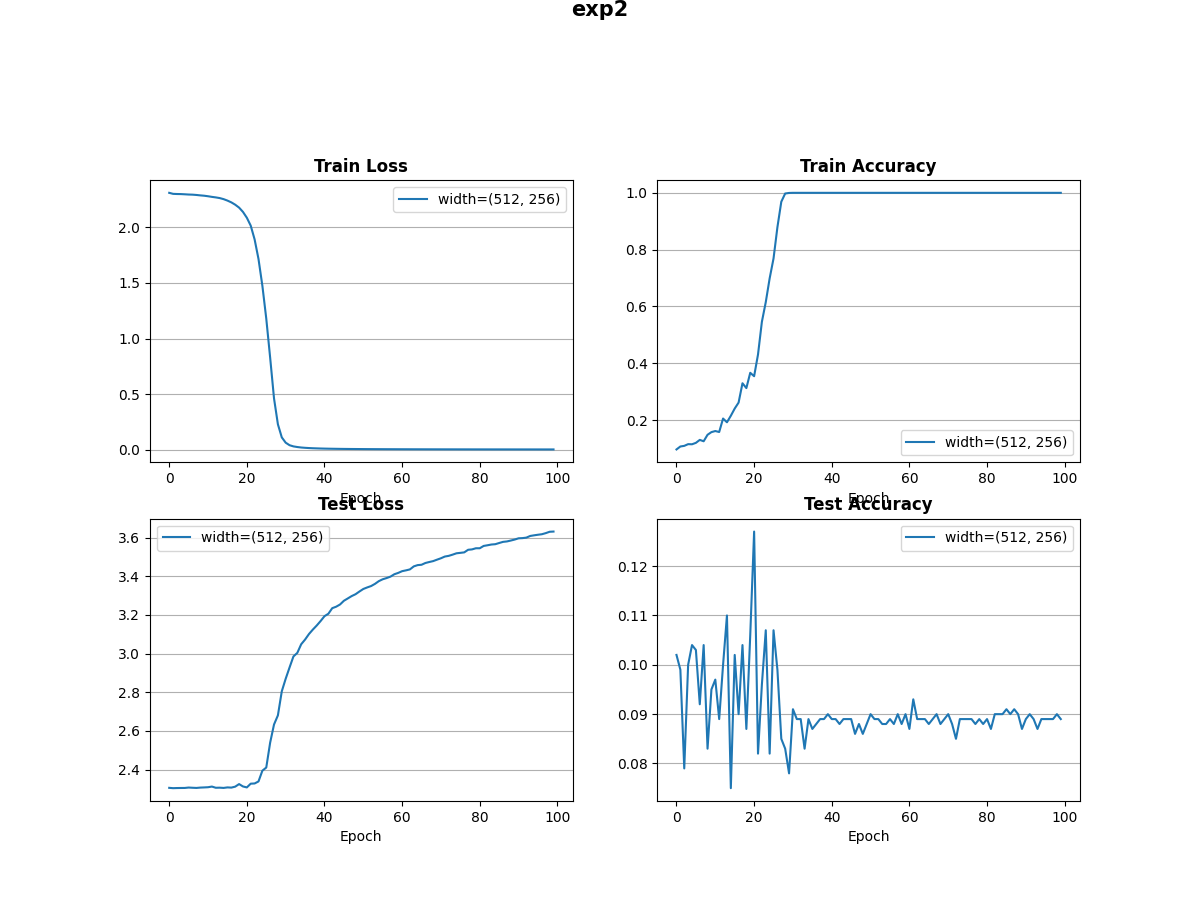 exp2
Train Loss
width=(512, 256)
2.0
1.5
1.0
0.5
0.0
0 20 40 60 80 100
Epoch
Train Accuracy
1.0
0.8
0.6
0.4
0.2
width=(512, 256)
0 20 40 60 80 100
Epoch
Test Loss
width=(512, 256)
3.6
3.4
3.2
3.0
2.8
2.6
2.4
0 20 40 60 80 100
Epoch
Test Accuracy
width=(512, 256)
0.12
0.11
0.10
0.09
0.08
0 20 40 60 80 100
Epoch